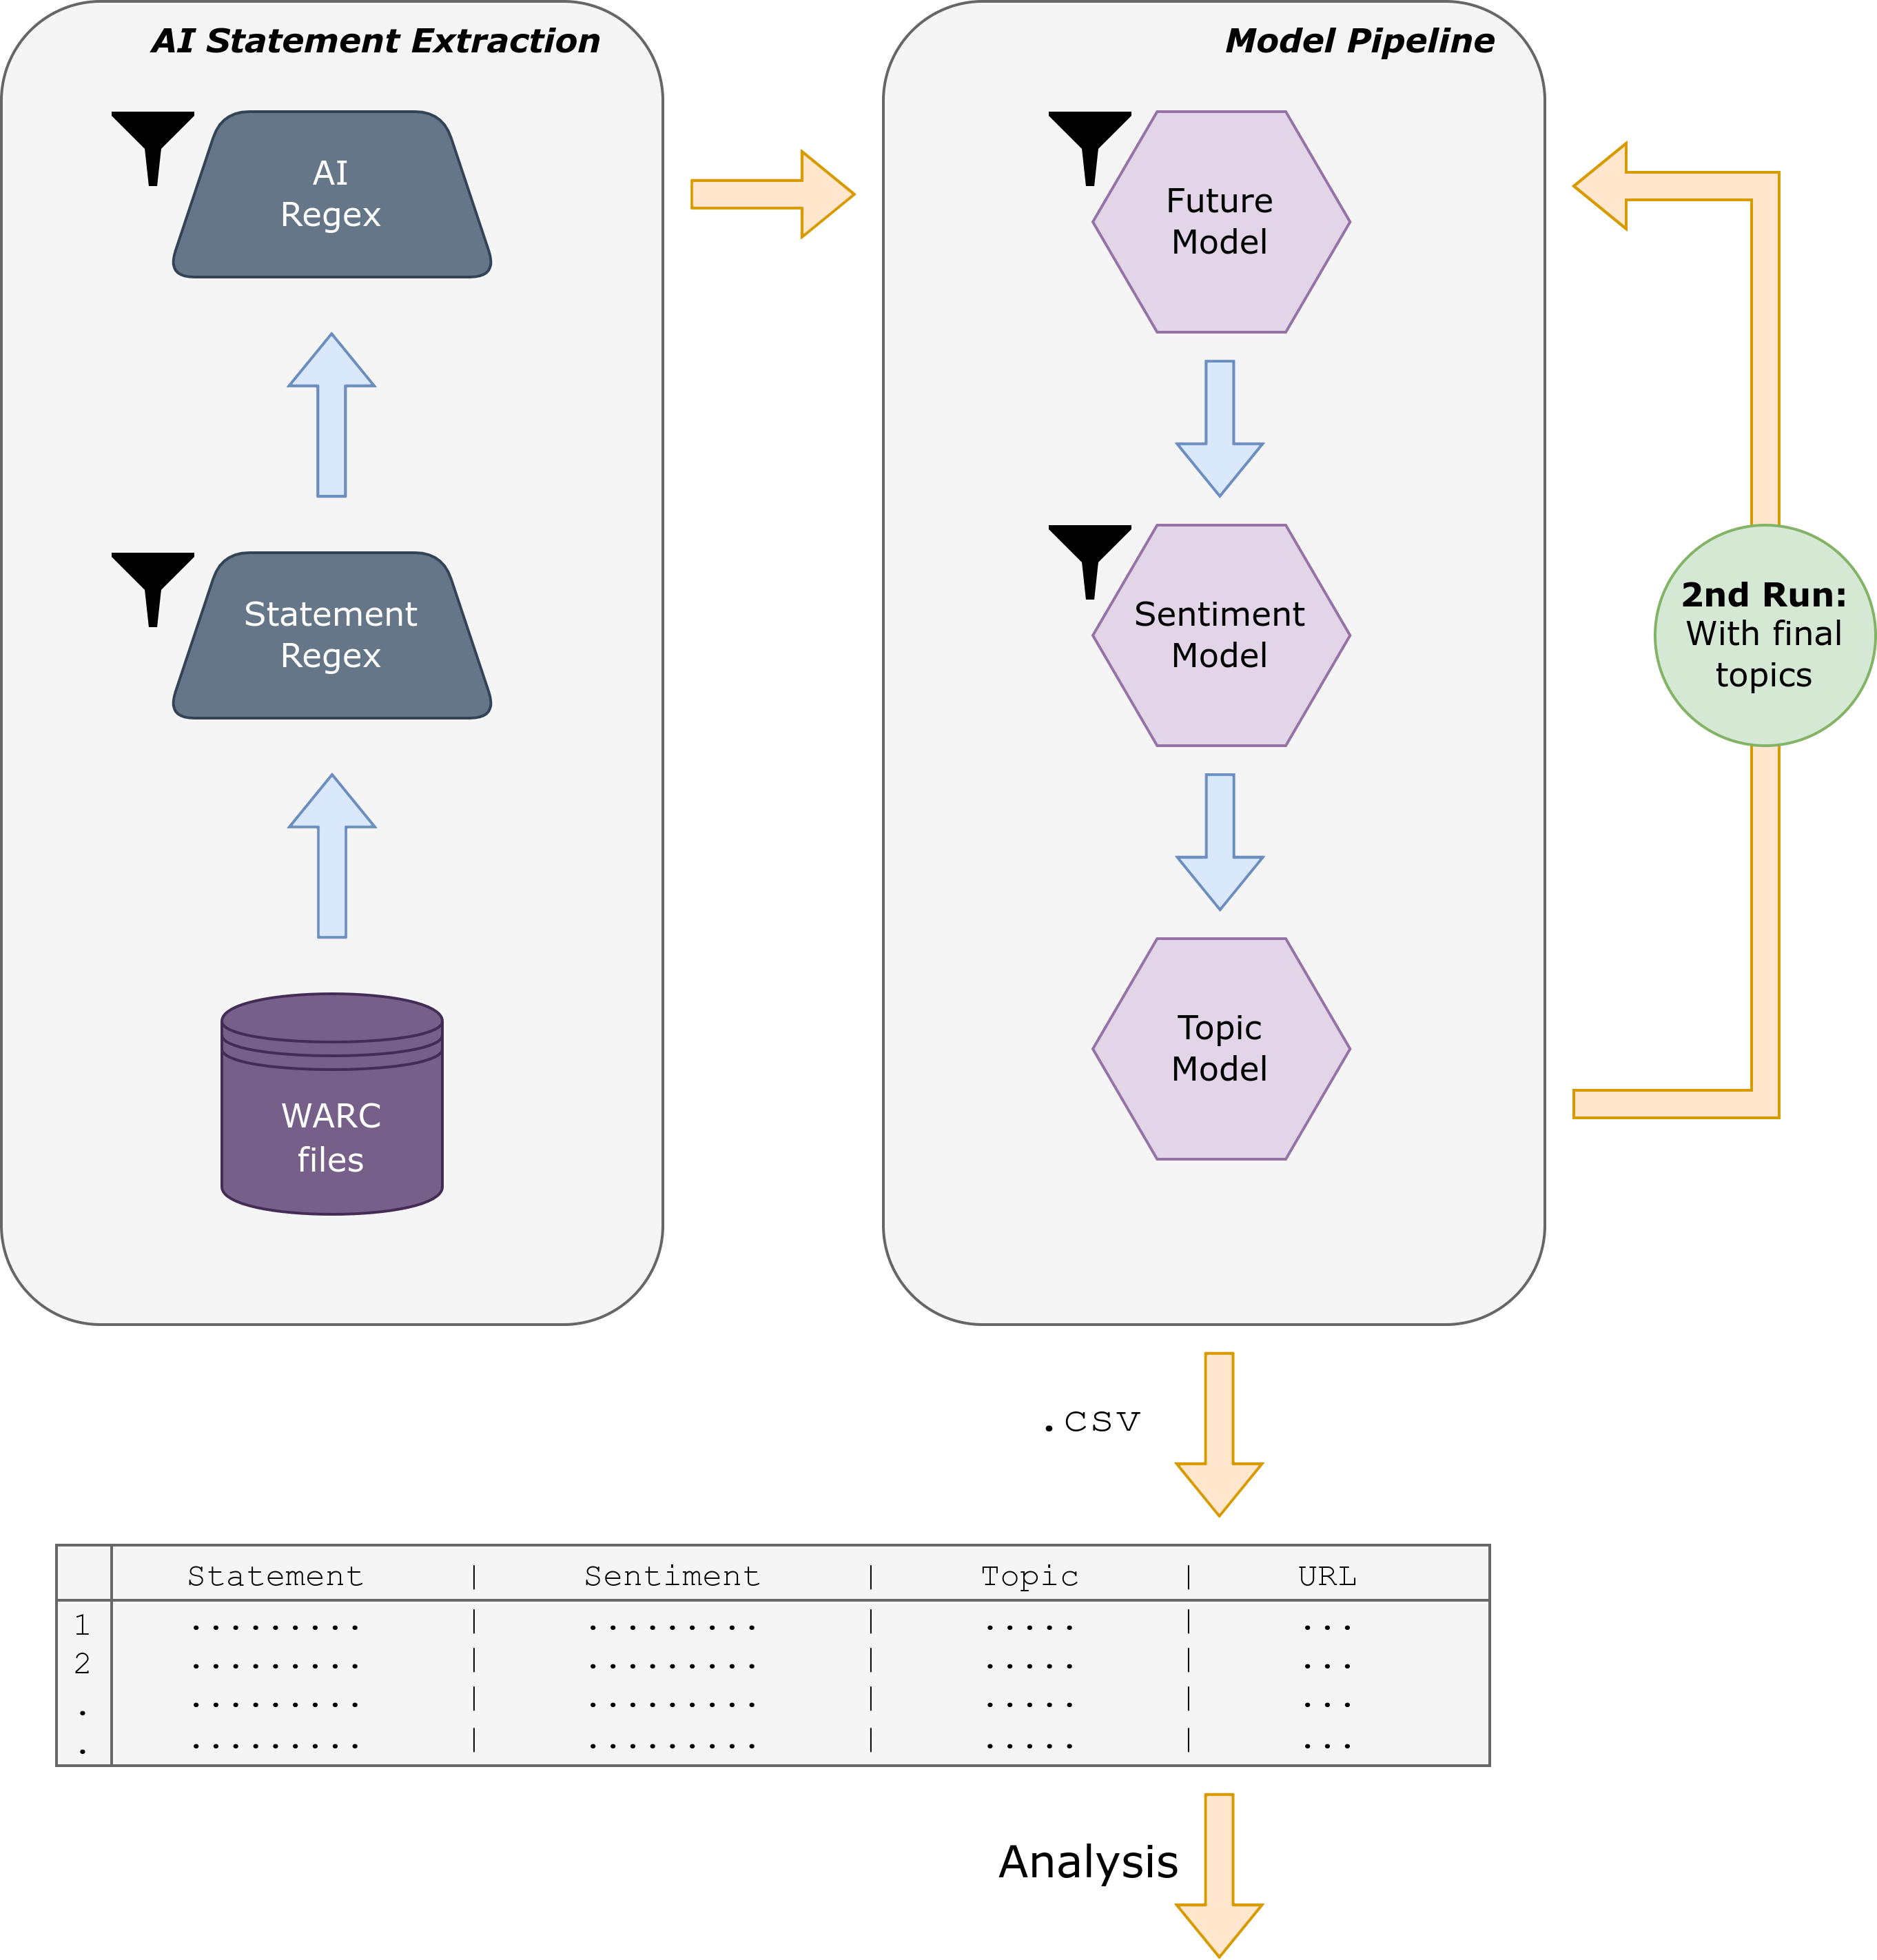 AI Statement Extraction
AI
Regex
Statement
Regex
WARC
files
Model Pipeline
Future
Model
Sentiment
Model
Topic
Model
2nd Run:
With final
topics
.csv
Statement | Sentiment | Topic | URL
1 ......... | ......... | ..... | ...
2 ......... | ......... | ..... | ...
. ......... | ......... | ..... | ...
. ......... | ......... | ..... | ...
Analysis